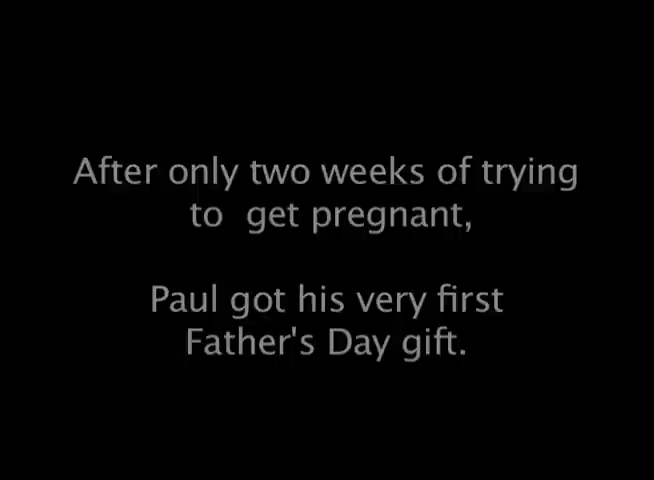 After only two weeks of trying
to  get pregnant,
Paul got his very first
Father's Day gift.